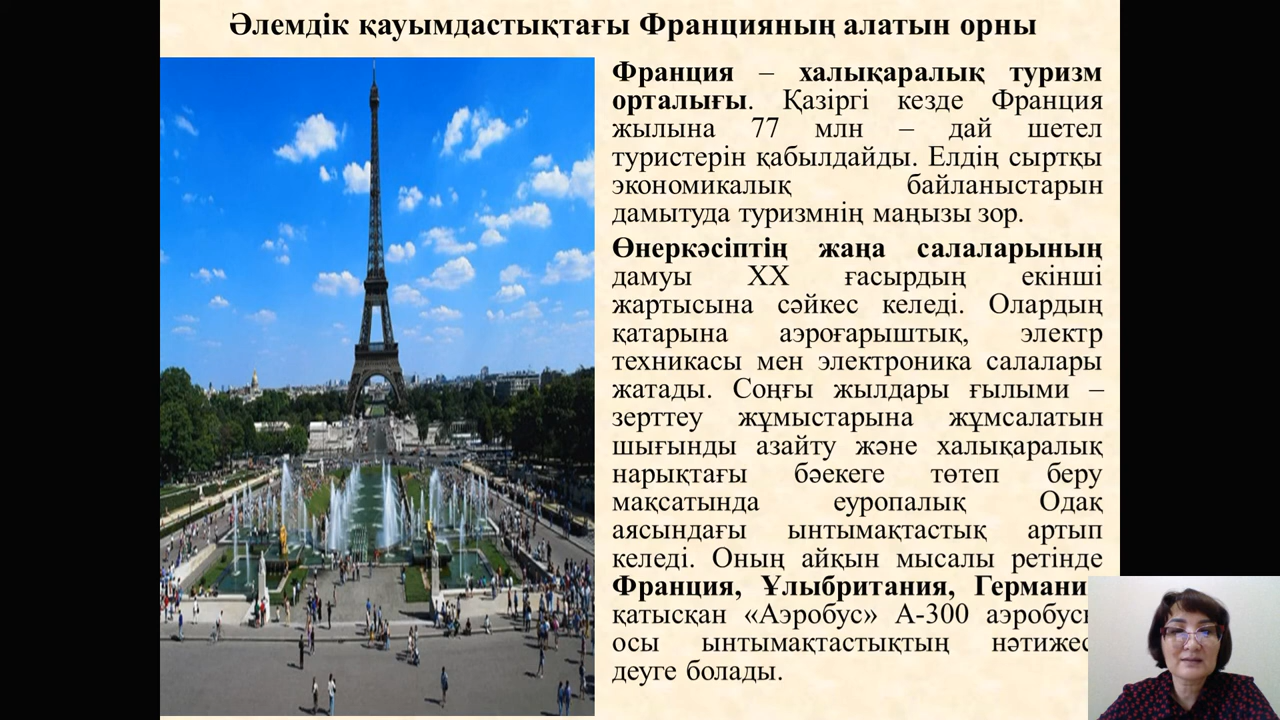 Әлемдік қауымдастықтағы Францияның алатын орны
Франция – халықаралық туризм
орталығы. Қазіргі кезде Франция
жылына 77 млн – дай шетел
туристерін қабылдайды. Елдің сыртқы
экономикалық байланыстарын
дамытуда туризмнің маңызы зор.
Өнеркәсіптің жаңа салаларының
дамуы ХХ ғасырдың екінші
жартысына сәйкес келеді. Олардың
қатарына аэроғарыштық, электр
техникасы мен электроника салалары
жатады. Соңғы жылдары ғылыми –
зерттеу жұмыстарына жұмсалатын
шығынды азайту және халықаралық
нарықтағы бәекеге төтеп беру
мақсатында еуропалық Одақ
аясындағы ынтымақтастық артып
келеді. Оның айқын мысалы ретінде
Франция, Ұлыбритания,
қатысқан «Аэробус» А-300
осы ынтымақтастықтың
деуге болады.